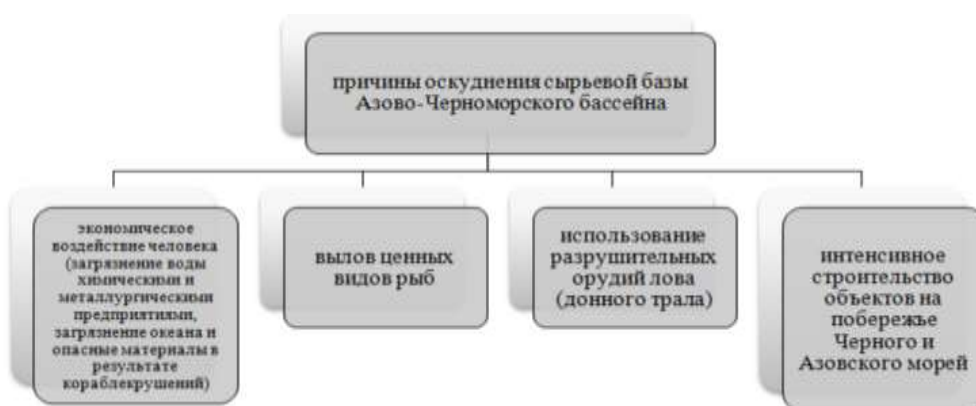 причины оскуднения сырьевой базы
Азово-Черноморского бассейна
экономическое
воздействие человека
(загрязнение воды
химическими и
металлургическими
предприятиями,
загрязнение океана и
опасные материалы в
результате
кораблекрушений)
вылов ценных
видов рыб
использование
разрушительных
орудий лова
(донного трала)
интенсивное
строительство
объектов на
побережье
Черного и
Азовского морей